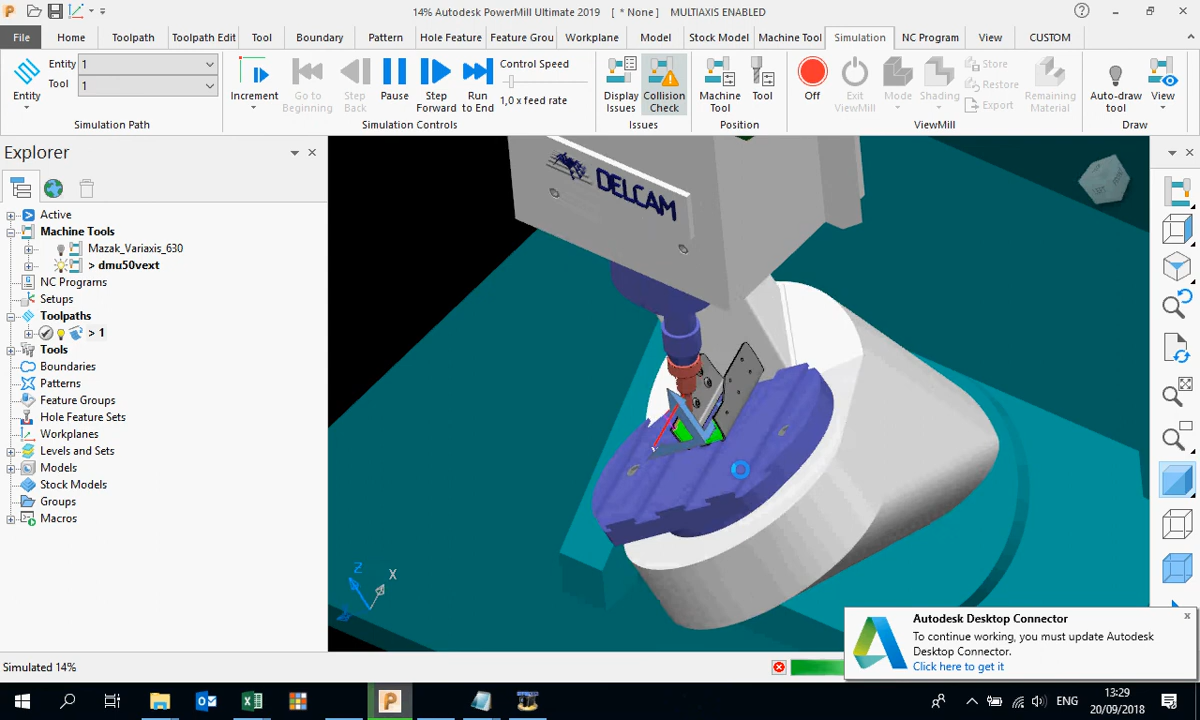 14% Autodesk PowerMill Ultimate 2019 [ * None ] MULTIAXIS ENABLED
File Home Toolpath Toolpath Edit Tool Boundary Pattern Hole Feature Feature Grou Workplane Model Stock Model Machine Tool Simulation NC Program View CUSTOM
Entity
Entity 1
Tool 1
Simulation Path
Increment
Go to Beginning
Step Back
Pause
Step Forward
Run to End
Control Speed
1,0 x feed rate
Simulation Controls
Display Issues
Collision Check
Issues
Machine Tool
Tool
Position
Off
Exit ViewMill
Mode
Shading
Store
Restore
Export
Remaining Material
ViewMill
Auto-draw tool
View
Draw
Explorer
Active
Machine Tools
Mazak_Variaxis_630
> dmu50vext
NC Programs
Setups
Toolpaths
> 1
Tools
Boundaries
Patterns
Feature Groups
Hole Feature Sets
Workplanes
Levels and Sets
Models
Stock Models
Groups
Macros
DELCAM
Z
X
Autodesk Desktop Connector
To continue working, you must update Autodesk
Desktop Connector.
Click here to get it
Simulated 14%
ENG
13:29
20/09/2018